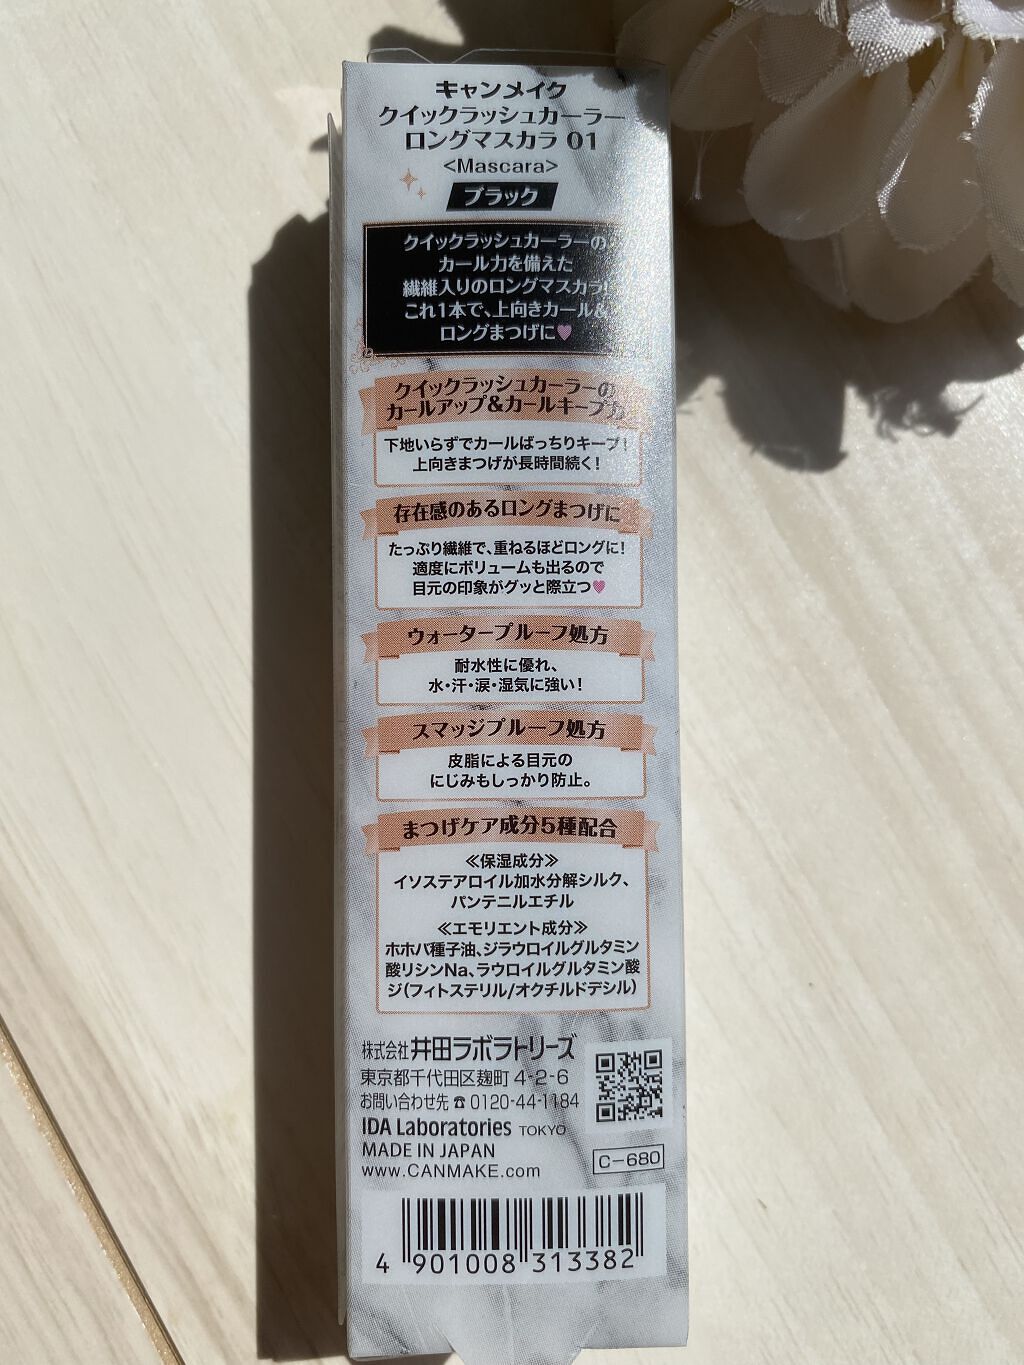 キャンメイク
クイックラッシュカーラー
ロングマスカラ 01
<Mascara>
ブラック
クイックラッシュカーラーの
カール力を備えた
繊維入りのロングマスカラ!
これ1本で、上向きカール&
ロングまつげに♥
クイックラッシュカーラーの
カールアップ&カールキープ力
下地いらずでカールぱっちりキープ!
上向きまつげが長時間続く!
存在感のあるロングまつげに
たっぷり繊維で、重ねるほどロングに!
適度にボリュームも出るので
目元の印象がグッと際立つ♥
ウォータープルーフ処方
耐水性に優れ、
水・汗・涙・湿気に強い!
スマッジプルーフ処方
皮脂による目元の
にじみもしっかり防止。
まつげケア成分5種配合
≪保湿成分≫
イソステアロイル加水分解シルク、
パンテニルエチル
≪エモリエント成分≫
ホホバ種子油、ジラウロイルグルタミン
酸リシンNa、ラウロイルグルタミン酸
ジ(フィトステリル/オクチルドデシル)
株式会社 井田ラボラトリーズ
東京都千代田区麹町 4-2-6
お問い合わせ先 ☎ 0120-44-1184
IDA Laboratories TOKYO
MADE IN JAPAN
www.CANMAKE.com
C-680
4 901008 313382